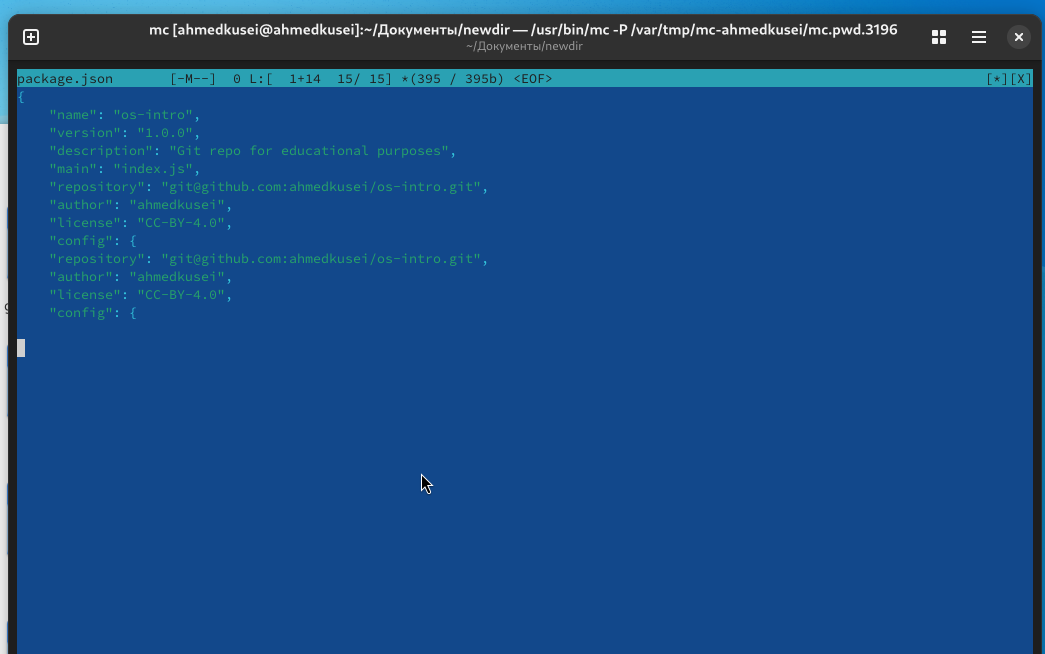 mc [ahmedkusei@ahmedkusei]:~/Документы/newdir — /usr/bin/mc -P /var/tmp/mc-ahmedkusei/mc.pwd.3196
~/Документы/newdir
package.json [-M--] 0 L:[ 1+14 15/ 15] *(395 / 395b) <EOF> [*][X]
{
"name": "os-intro",
"version": "1.0.0",
"description": "Git repo for educational purposes",
"main": "index.js",
"repository": "git@github.com:ahmedkusei/os-intro.git",
"author": "ahmedkusei",
"license": "CC-BY-4.0",
"config": {
"repository": "git@github.com:ahmedkusei/os-intro.git",
"author": "ahmedkusei",
"license": "CC-BY-4.0",
"config": {